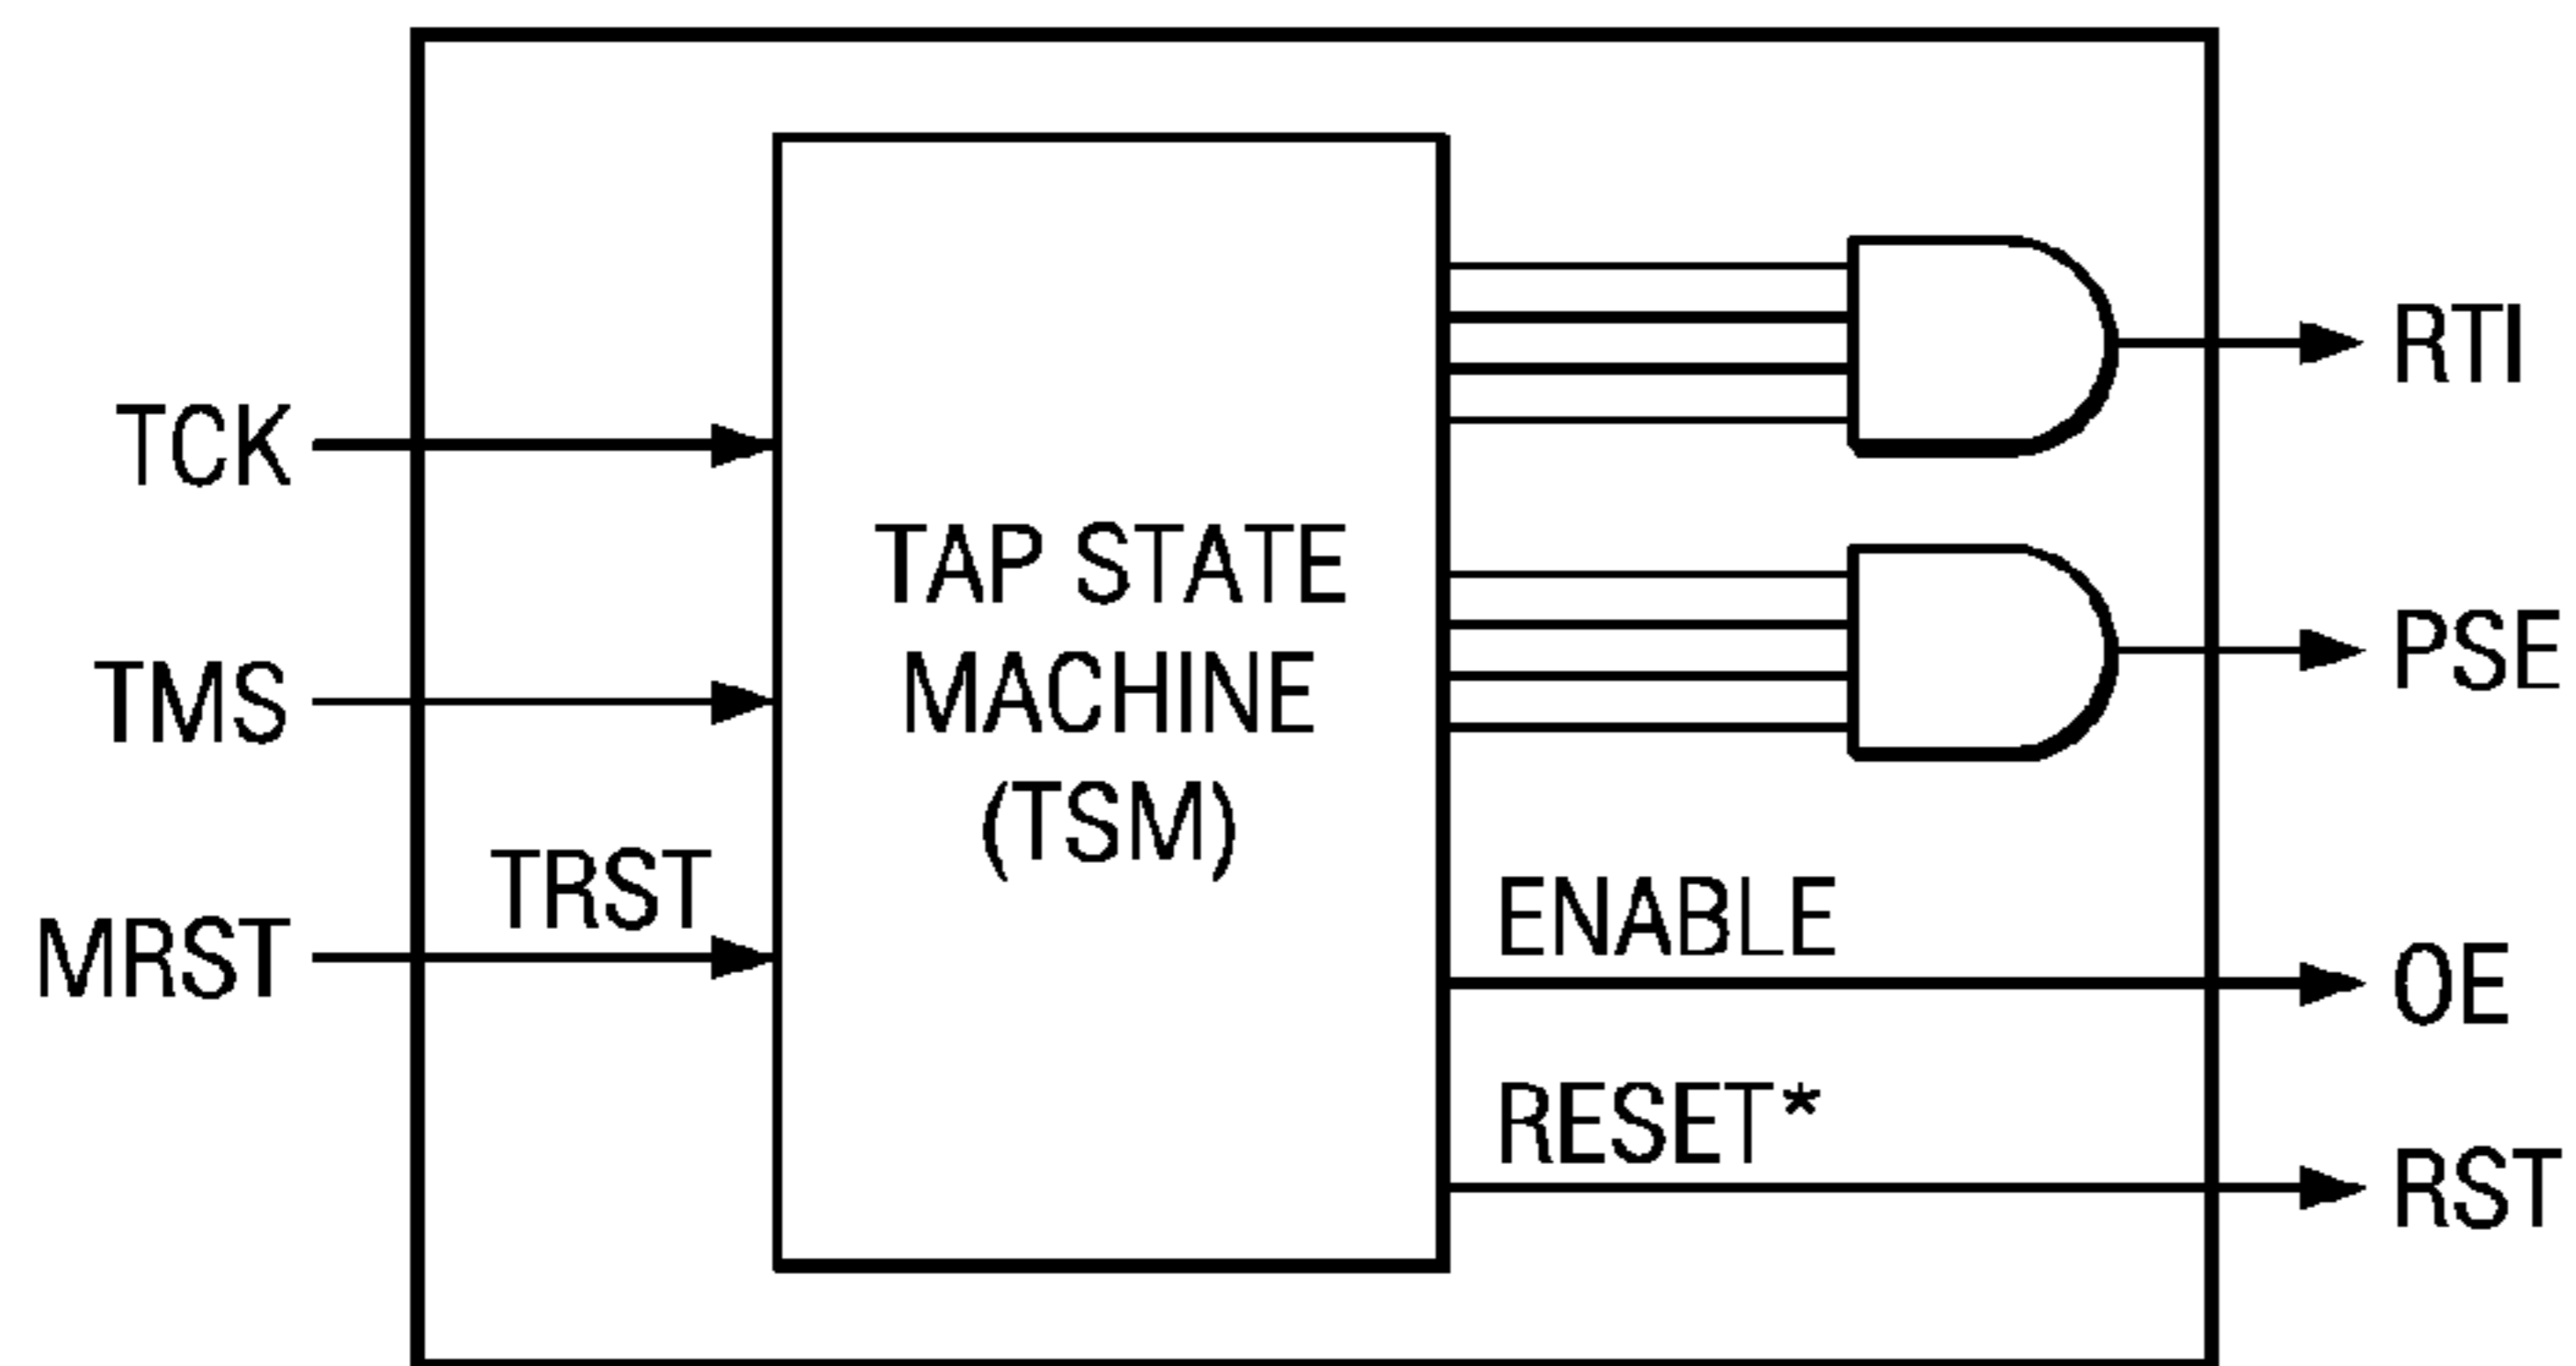 TCK
TMS
MRST
TRST
TAP STATE
MACHINE
(TSM)
ENABLE
RESET*
RTI
PSE
OE
RST